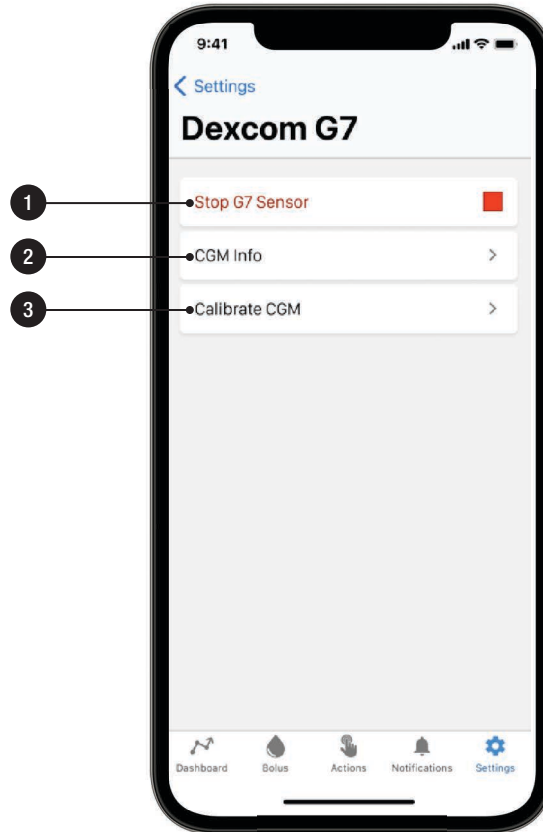 9:41
Settings
Dexcom G7
1
Stop G7 Sensor
2
CGM Info
3
Calibrate CGM
Dashboard Bolus Actions Notifications Settings